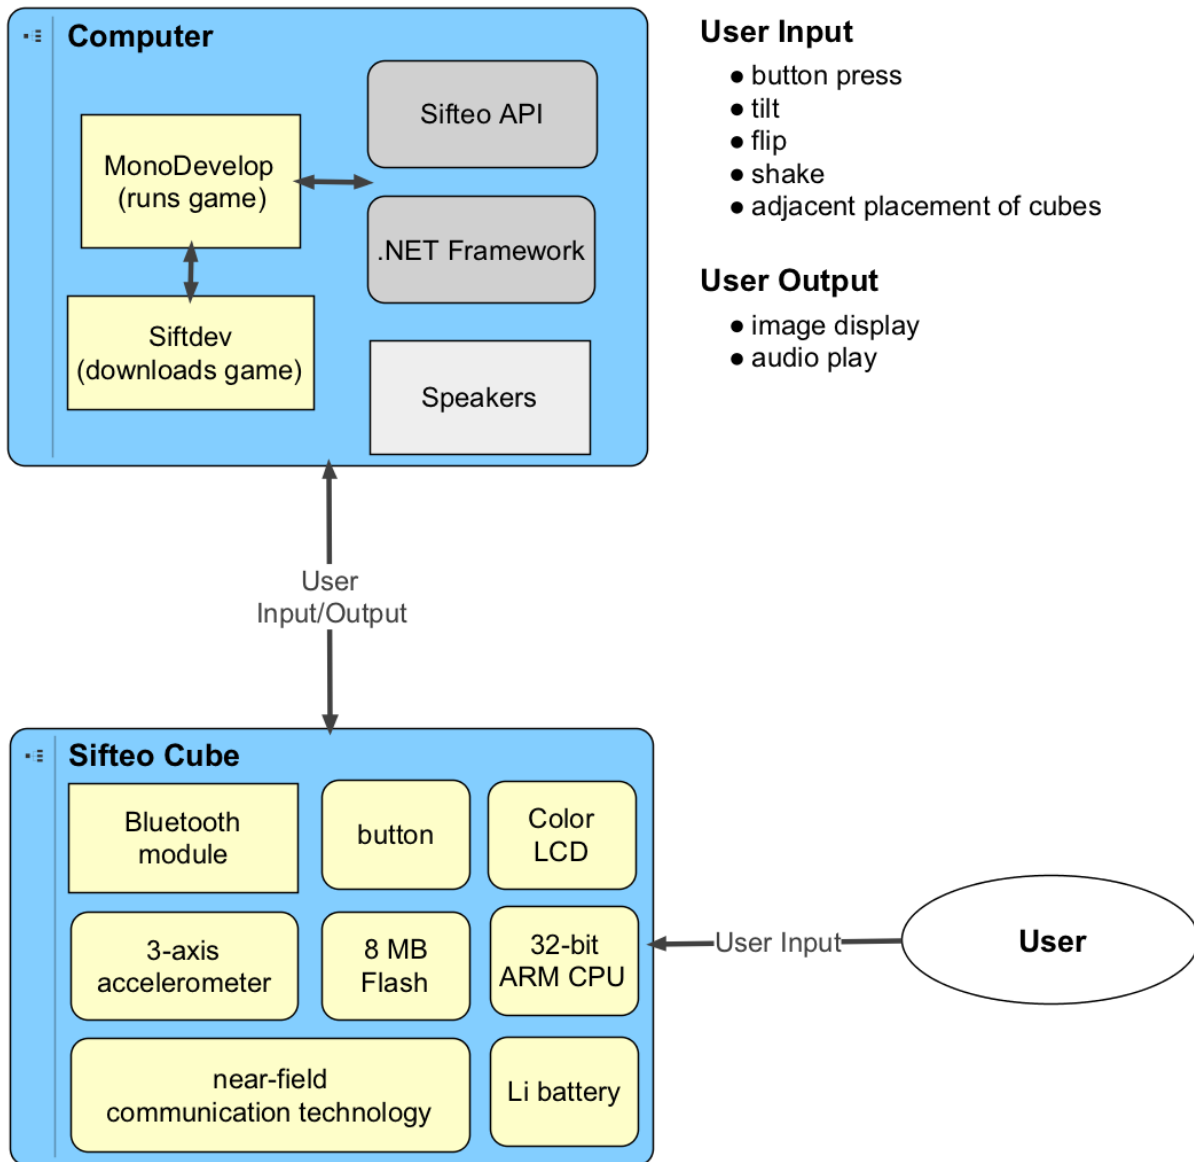 Computer
Sifteo API
MonoDevelop
(runs game)
.NET Framework
Siftdev
(downloads game)
Speakers
User Input
● button press
● tilt
● flip
● shake
● adjacent placement of cubes
User Output
● image display
● audio play
User
Input/Output
Sifteo Cube
Bluetooth
module
button
Color
LCD
3-axis
accelerometer
8 MB
Flash
32-bit
ARM CPU
near-field
communication technology
Li battery
User Input
User